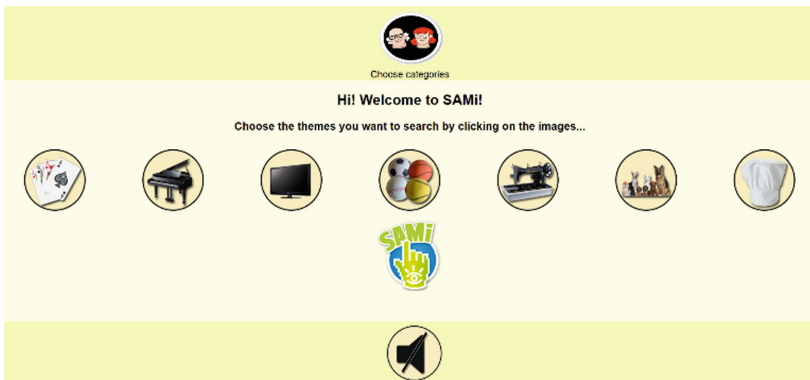 Choose categories
Hi! Welcome to SAMi!
Choose the themes you want to search by clicking on the images...
SAMi